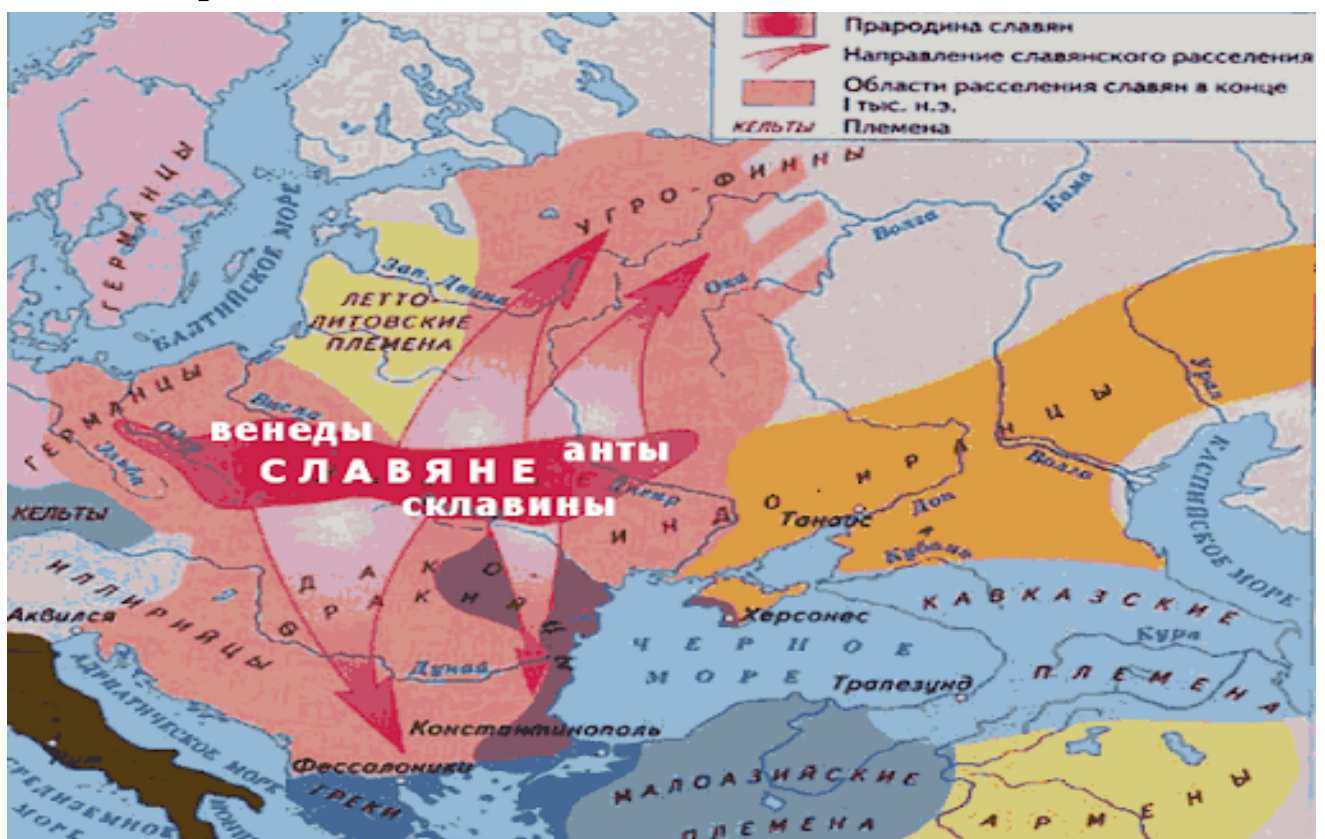 Прародина славян
Направление славянского расселения
Области расселения славян в конце
I тыс. н.э.
КЕЛЬТЫ Племена
ГЕРМАНЦЫ
БАЛТИЙСКОЕ МОРЕ
УГРО-ФИННЫ
Волга
Кама
Зап. Двина
Ока
ЛЕТТО-
ЛИТОВСКИЕ
ПЛЕМЕНА
Урал
ГЕРМАНЦЫ
Висла
Одер
Эльба
венеды
анты
СЛАВЯНЕ
склавины
Днепр
ИНДО-ИРАНЦЫ
Волга
Дон
Танаис
Кубань
КАСПИЙСКОЕ МОРЕ
КЕЛЬТЫ
ИЛЛИРИЙЦЫ
ДАКО
ФРАКИЙЦЫ
Аквилея
Херсонес
КАВКАЗСКИЕ
ПЛЕМЕНА
Кура
ЧЕРНОЕ
МОРЕ
Дунай
Трапезунд
АДРИАТИЧЕСКОЕ МОРЕ
Константинополь
Фессалоники
ГРЕКИ
МАЛОАЗИЙСКИЕ
ПЛЕМЕНА
АРМЕНЫ
СРЕДИЗЕМНОЕ
МОРЕ